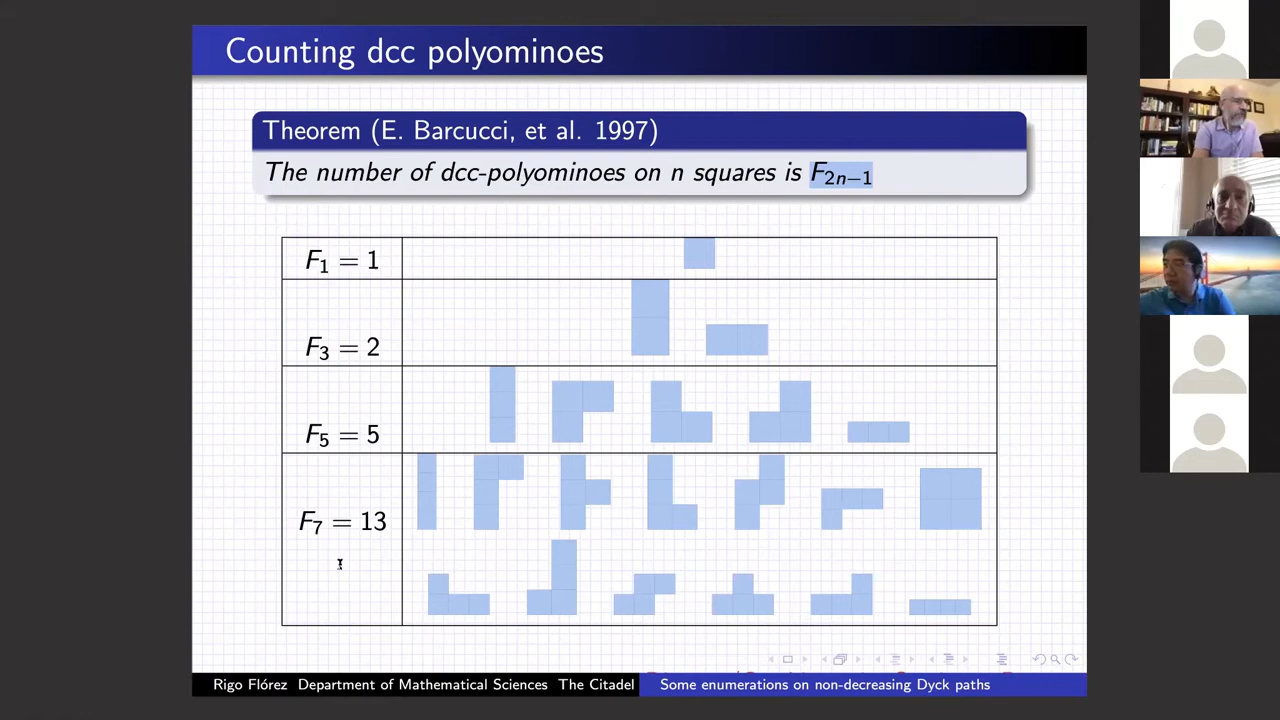 Counting dcc polyominoes
Theorem (E. Barcucci, et al. 1997)
The number of dcc-polyominoes on n squares is F₂ₙ₋₁
F₁ = 1
F₃ = 2
F₅ = 5
F₇ = 13
Rigo Flórez Department of Mathematical Sciences The Citadel
Some enumerations on non-decreasing Dyck paths